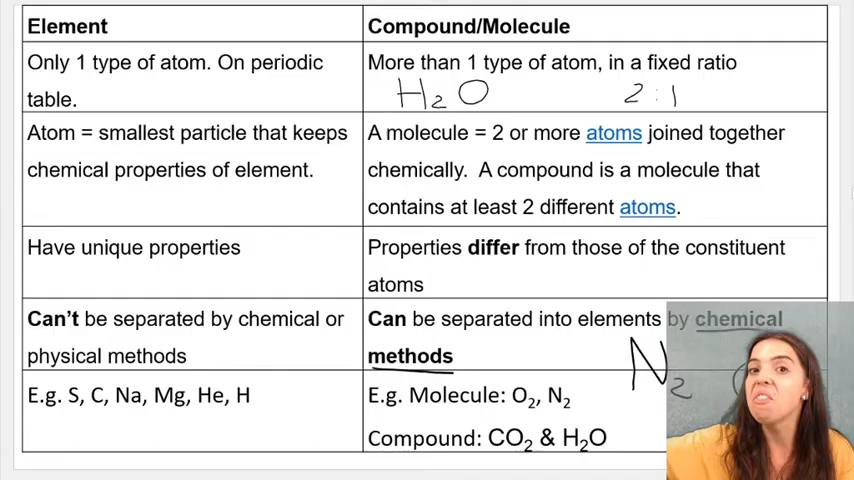 Element
Compound/Molecule
Only 1 type of atom. On periodic
table.
More than 1 type of atom, in a fixed ratio
H₂O 2:1
Atom = smallest particle that keeps
chemical properties of element.
A molecule = 2 or more atoms joined together
chemically. A compound is a molecule that
contains at least 2 different atoms.
Have unique properties
Properties differ from those of the constituent
atoms
Can't be separated by chemical or
physical methods
Can be separated into elements by chemical
methods
N₂
E.g. S, C, Na, Mg, He, H
E.g. Molecule: O₂, N₂
Compound: CO₂ & H₂O